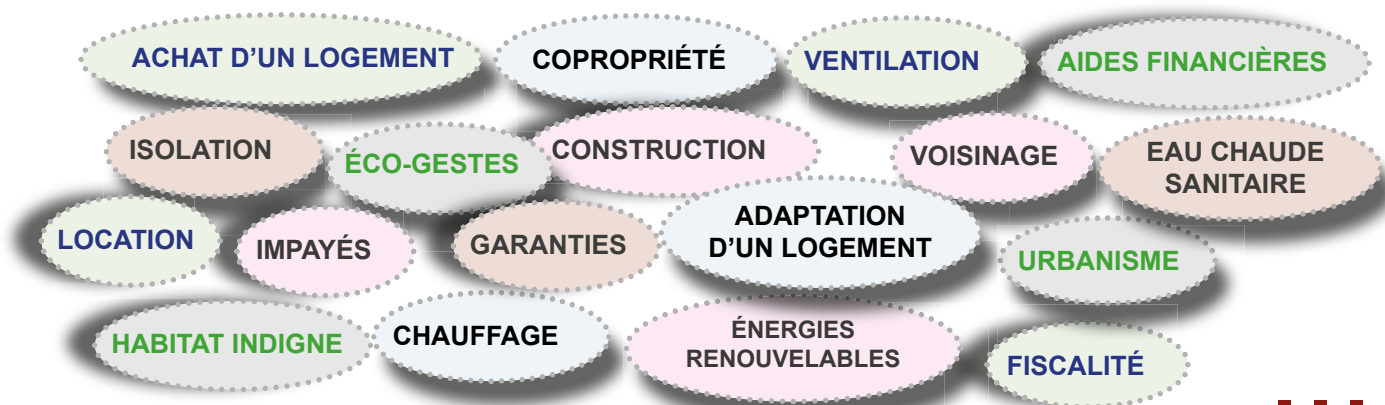 ACHAT D’UN LOGEMENT
COPROPRIÉTÉ
VENTILATION
AIDES FINANCIÈRES
ISOLATION
ÉCO-GESTES
CONSTRUCTION
VOISINAGE
EAU CHAUDE
SANITAIRE
LOCATION
IMPAYÉS
GARANTIES
ADAPTATION
D’UN LOGEMENT
URBANISME
HABITAT INDIGNE
CHAUFFAGE
ÉNERGIES
RENOUVELABLES
FISCALITÉ